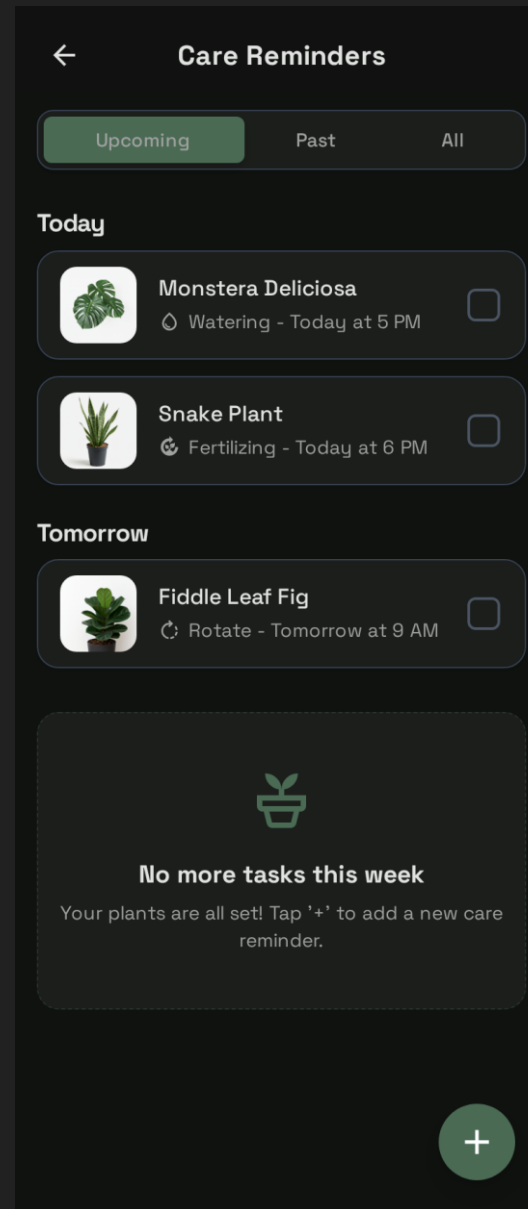 Care Reminders
Upcoming Past All
Today
Monstera Deliciosa
Watering - Today at 5 PM
Snake Plant
Fertilizing - Today at 6 PM
Tomorrow
Fiddle Leaf Fig
Rotate - Tomorrow at 9 AM
No more tasks this week
Your plants are all set! Tap '+' to add a new care
reminder.
+